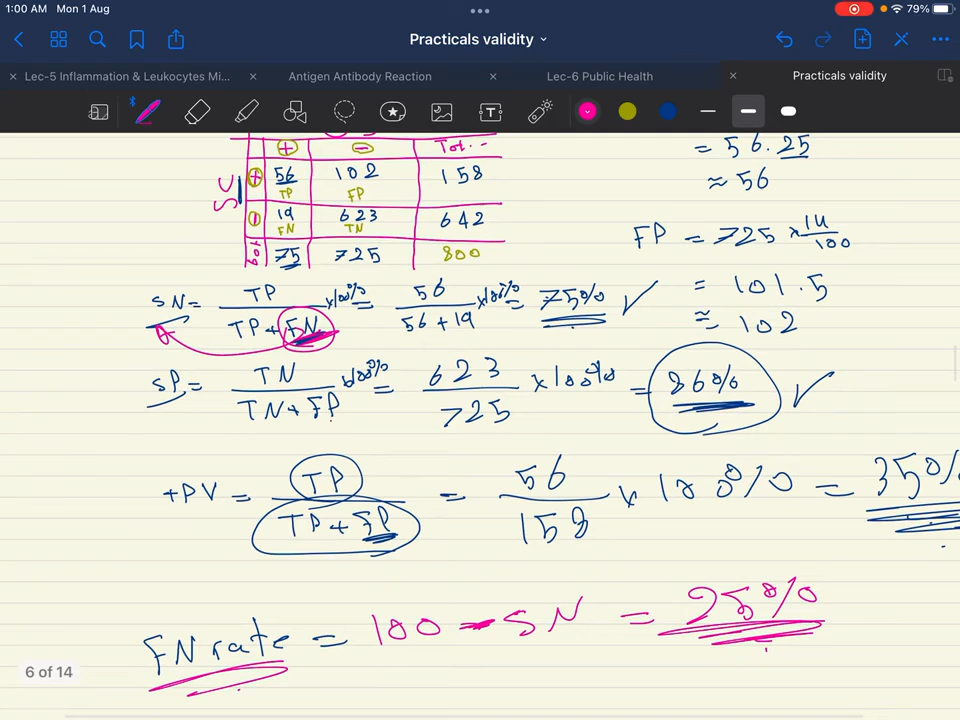 1:00 AM Mon 1 Aug
79%
Practicals validity
Lec-5 Inflammation & Leukocytes Mi...
Antigen Antibody Reaction
Lec-6 Public Health
Practicals validity
+ − Tot..
+ 56 102 158
TP FP
− 19 623 642
FN TN
75 725 800
= 56.25
≈ 56
FP = 725 × 14/100
= 101.5
≈ 102
SN = TP / TP + FN ×100% = 56 / 56 + 19 ×100% = 75% ✓
SP = TN / TN + FP ×100% = 623 / 725 ×100% = 86% ✓
+PV = TP / TP + FP = 56 / 158 × 100% = 35%
FN rate = 100 - SN = 25%
6 of 14